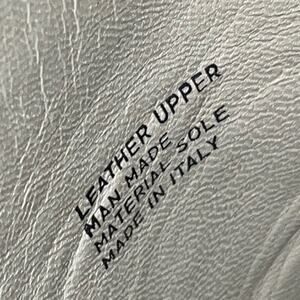 LEATHER UPPER
MAN MADE
MATERIAL SOLE
MADE IN ITALY